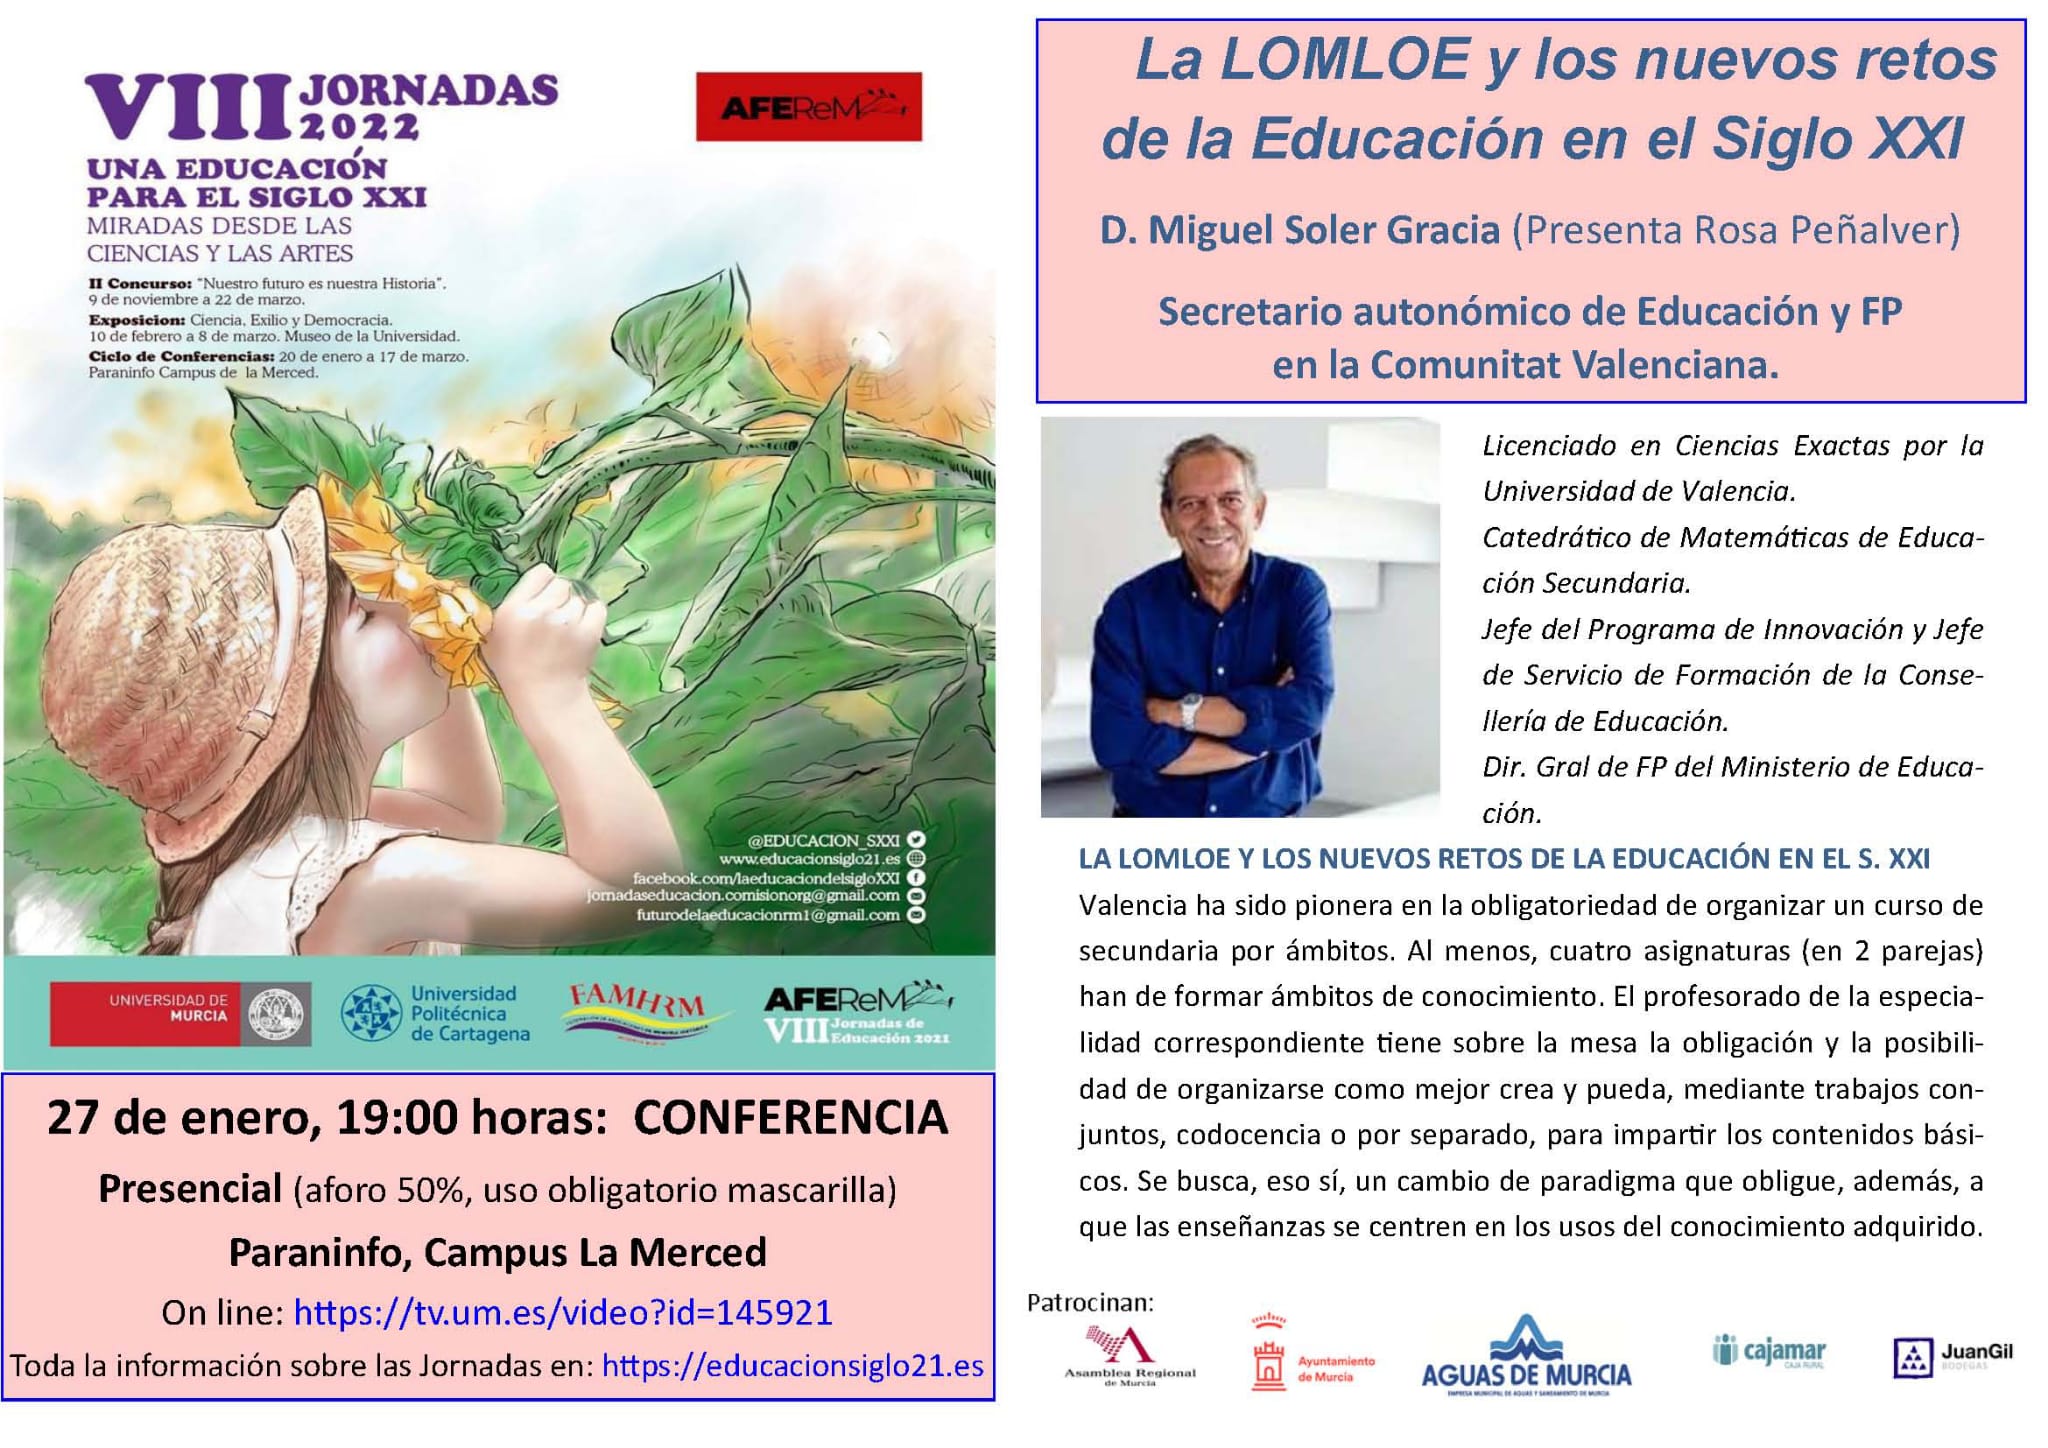 VIII JORNADAS
2022
UNA EDUCACIÓN
PARA EL SIGLO XXI
MIRADAS DESDE LAS
CIENCIAS Y LAS ARTES
II Concurso: "Nuestro futuro es nuestra Historia".
9 de noviembre a 22 de marzo.
Exposicion: Ciencia, Exilio y Democracia.
10 de febrero a 8 de marzo. Museo de la Universidad.
Ciclo de Conferencias: 20 de enero a 17 de marzo.
Paraninfo Campus de la Merced.
AFEReM
@EDUCACION_SXXI
www.educacionsiglo21.es
facebook.com/laeducaciondelsigloXXI
jornadaseducacion.comisionorg@gmail.com
futurodelaeducacionrm1@gmail.com
UNIVERSIDAD DE
MURCIA
Universidad
Politécnica
de Cartagena
FAMHRM
AFEReM
VIII Jornadas de
Educación 2021
27 de enero, 19:00 horas: CONFERENCIA
Presencial (aforo 50%, uso obligatorio mascarilla)
Paraninfo, Campus La Merced
On line: https://tv.um.es/video?id=145921
Toda la información sobre las Jornadas en: https://educacionsiglo21.es
La LOMLOE y los nuevos retos
de la Educación en el Siglo XXI
D. Miguel Soler Gracia (Presenta Rosa Peñalver)
Secretario autonómico de Educación y FP
en la Comunitat Valenciana.
Licenciado en Ciencias Exactas por la
Universidad de Valencia.
Catedrático de Matemáticas de Educa-
ción Secundaria.
Jefe del Programa de Innovación y Jefe
de Servicio de Formación de la Conse-
llería de Educación.
Dir. Gral de FP del Ministerio de Educa-
ción.
LA LOMLOE Y LOS NUEVOS RETOS DE LA EDUCACIÓN EN EL S. XXI
Valencia ha sido pionera en la obligatoriedad de organizar un curso de
secundaria por ámbitos. Al menos, cuatro asignaturas (en 2 parejas)
han de formar ámbitos de conocimiento. El profesorado de la especia-
lidad correspondiente tiene sobre la mesa la obligación y la posibili-
dad de organizarse como mejor crea y pueda, mediante trabajos con-
juntos, codocencia o por separado, para impartir los contenidos bási-
cos. Se busca, eso sí, un cambio de paradigma que obligue, además, a
que las enseñanzas se centren en los usos del conocimiento adquirido.
Patrocinan:
Asamblea Regional
de Murcia
Ayuntamiento
de Murcia
AGUAS DE MURCIA
EMPRESA MUNICIPAL DE AGUAS Y SANEAMIENTO DE MURCIA
cajamar
CAJA RURAL
JuanGil
BODEGAS